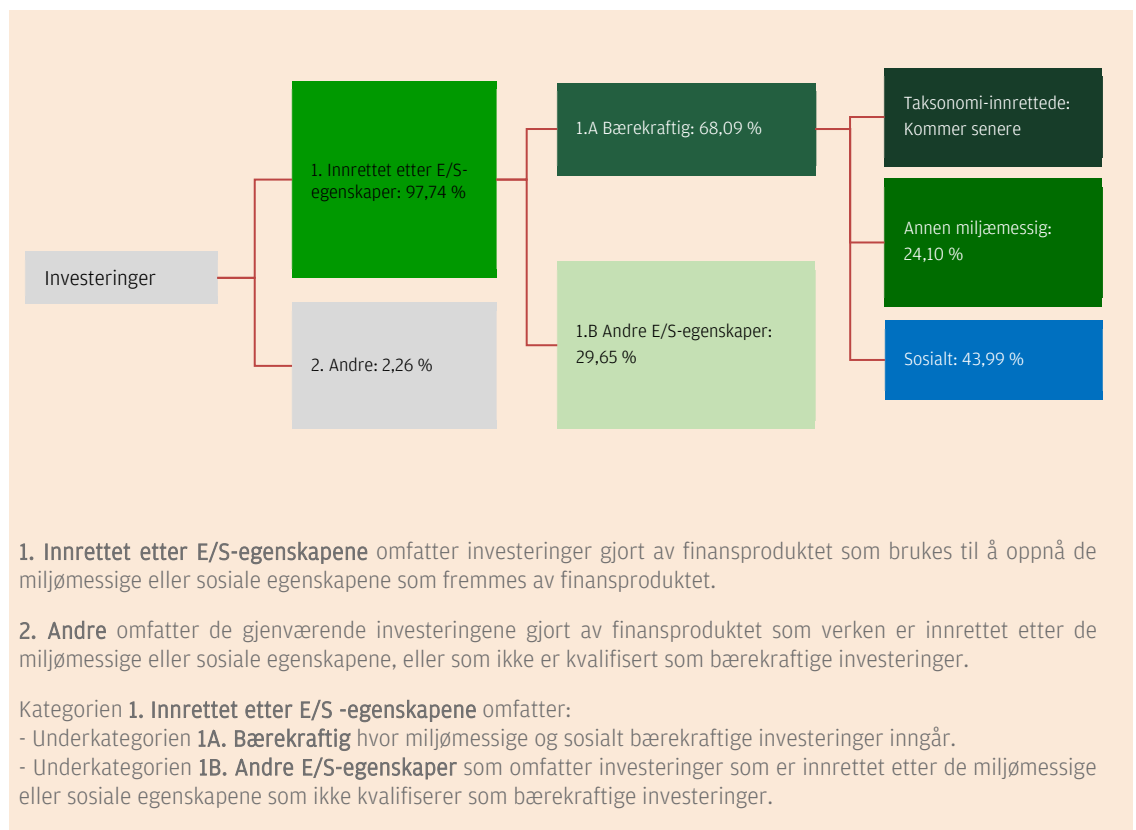 Investeringer
1. Innrettet etter E/S-
egenskaper: 97,74 %
2. Andre: 2,26 %
1.A Bærekraftig: 68,09 %
1.B Andre E/S-egenskaper:
29,65 %
Taksonomi-innrettede:
Kommer senere
Annen miljæmessig:
24,10 %
Sosialt: 43,99 %
1. Innrettet etter E/S-egenskapene omfatter investeringer gjort av finansproduktet som brukes til å oppnå de
miljømessige eller sosiale egenskapene som fremmes av finansproduktet.
2. Andre omfatter de gjenværende investeringene gjort av finansproduktet som verken er innrettet etter de
miljømessige eller sosiale egenskapene, eller som ikke er kvalifisert som bærekraftige investeringer.
Kategorien 1. Innrettet etter E/S -egenskapene omfatter:
- Underkategorien 1A. Bærekraftig hvor miljømessige og sosialt bærekraftige investeringer inngår.
- Underkategorien 1B. Andre E/S-egenskaper som omfatter investeringer som er innrettet etter de miljømessige
eller sosiale egenskapene som ikke kvalifiserer som bærekraftige investeringer.